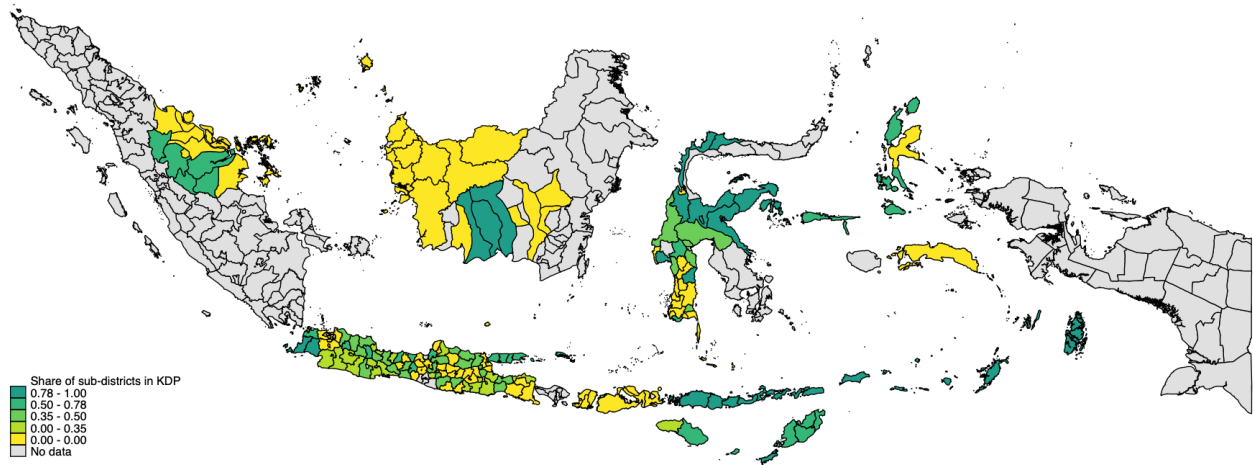 Share of sub-districts in KDP
0.78 - 1.00
0.50 - 0.78
0.35 - 0.50
0.00 - 0.35
0.00 - 0.00
No data